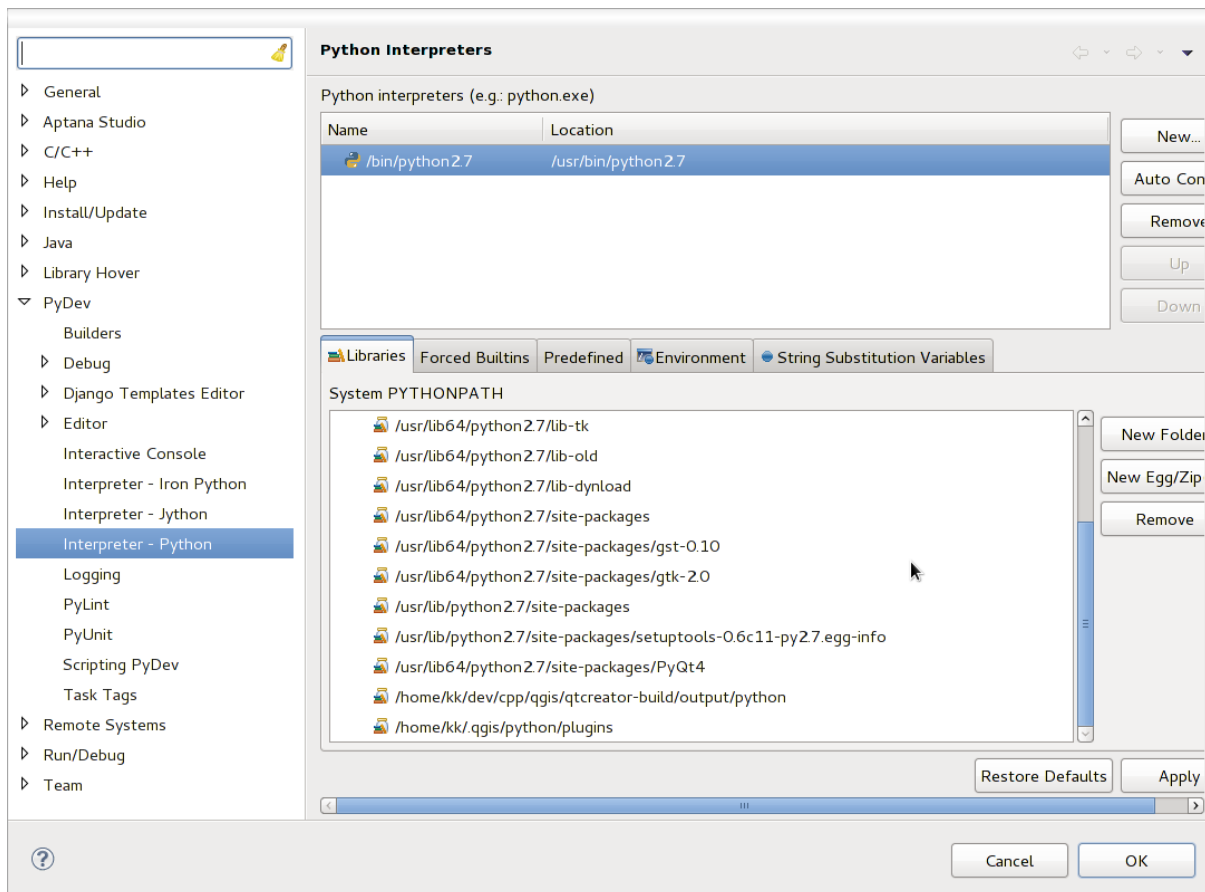 Python Interpreters
General
Aptana Studio
C/C++
Help
Install/Update
Java
Library Hover
PyDev
Builders
Debug
Django Templates Editor
Editor
Interactive Console
Interpreter - Iron Python
Interpreter - Jython
Interpreter - Python
Logging
PyLint
PyUnit
Scripting PyDev
Task Tags
Remote Systems
Run/Debug
Team
Python interpreters (e.g.: python.exe)
Name Location
/bin/python2.7 /usr/bin/python2.7
New...
Auto Con
Remove
Up
Down
Libraries Forced Builtins Predefined Environment String Substitution Variables
System PYTHONPATH
/usr/lib64/python2.7/lib-tk
/usr/lib64/python2.7/lib-old
/usr/lib64/python2.7/lib-dynload
/usr/lib64/python2.7/site-packages
/usr/lib64/python2.7/site-packages/gst-0.10
/usr/lib64/python2.7/site-packages/gtk-2.0
/usr/lib/python2.7/site-packages
/usr/lib/python2.7/site-packages/setuptools-0.6c11-py2.7.egg-info
/usr/lib64/python2.7/site-packages/PyQt4
/home/kk/dev/cpp/qgis/qtcreator-build/output/python
/home/kk/.qgis/python/plugins
New Folder
New Egg/Zip
Remove
Restore Defaults Apply
Cancel OK